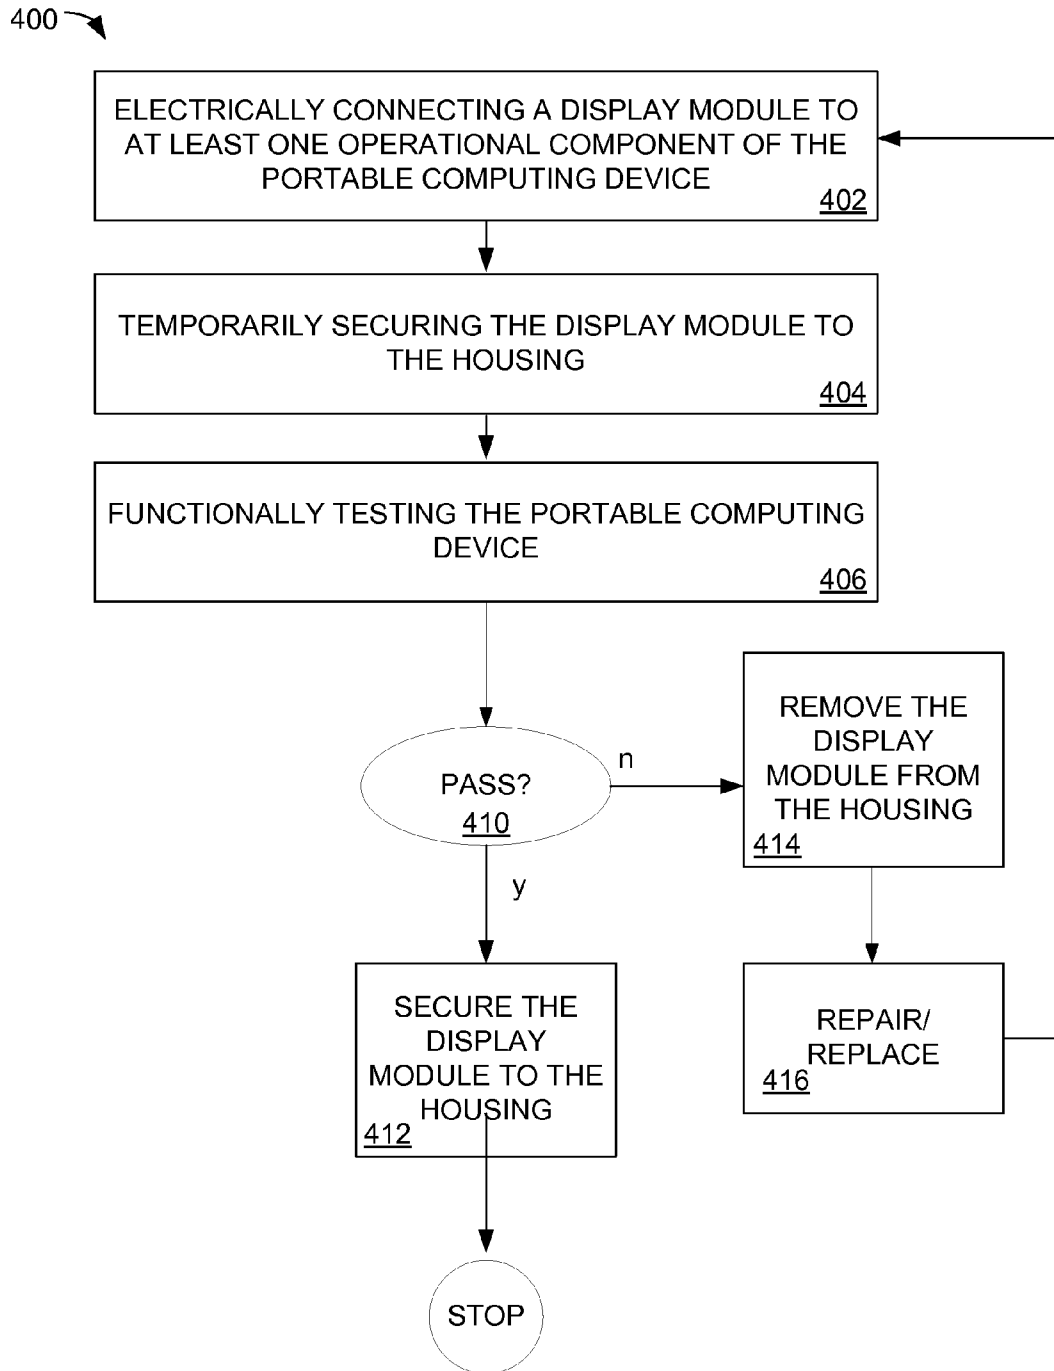 400
ELECTRICALLY CONNECTING A DISPLAY MODULE TO
AT LEAST ONE OPERATIONAL COMPONENT OF THE
PORTABLE COMPUTING DEVICE
402
TEMPORARILY SECURING THE DISPLAY MODULE TO
THE HOUSING
404
FUNCTIONALLY TESTING THE PORTABLE COMPUTING
DEVICE
406
PASS?
410
n
REMOVE THE
DISPLAY
MODULE FROM
THE HOUSING
414
y
SECURE THE
DISPLAY
MODULE TO THE
HOUSING
412
REPAIR/
REPLACE
416
STOP